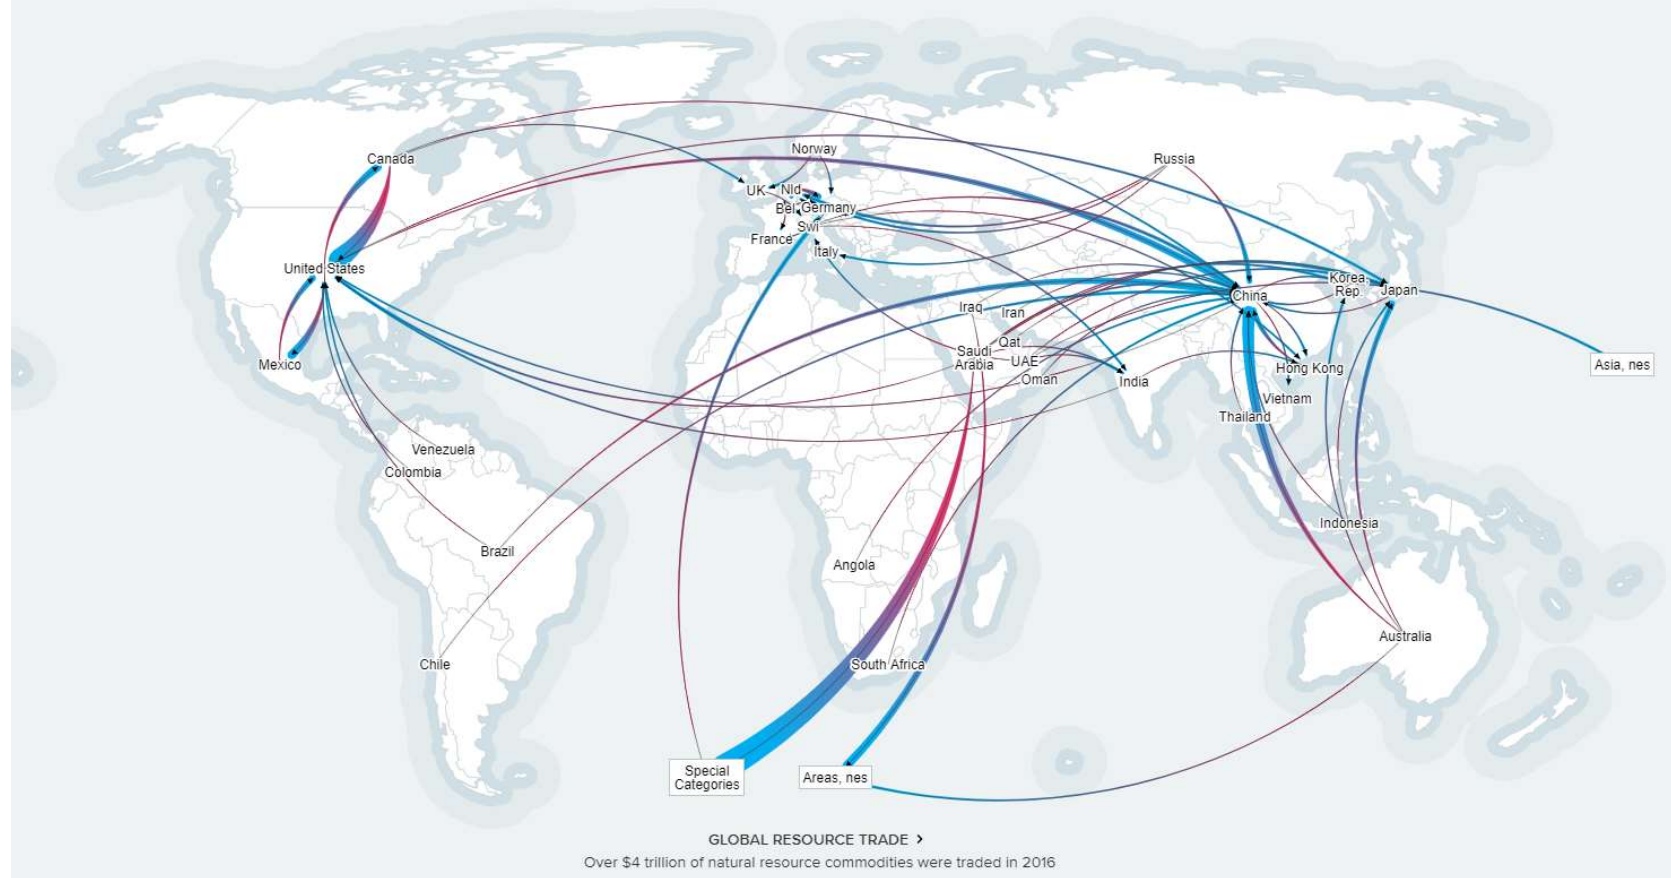 Canada
Norway
Russia
UK
Nld
Bel
Germany
Swi
France
Italy
United States
Korea,
Rep.
Japan
China
Iraq
Iran
Qat
Saudi
Arabia
UAE
Oman
India
Hong Kong
Vietnam
Thailand
Asia, nes
Mexico
Venezuela
Colombia
Brazil
Indonesia
Angola
Chile
South Africa
Australia
Special
Categories
Areas, nes
GLOBAL RESOURCE TRADE >
Over $4 trillion of natural resource commodities were traded in 2016